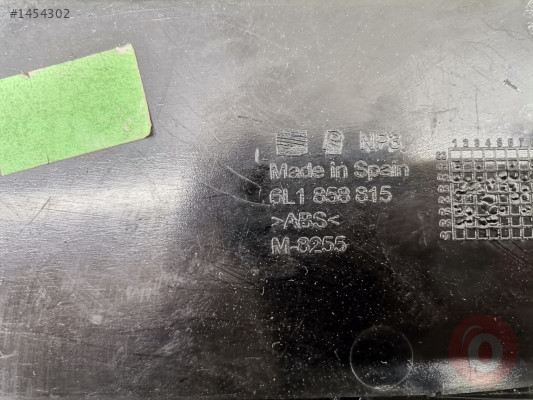 #1454302
NP8
Made in Spain
6L1 858 815
>ABS<
M-8255